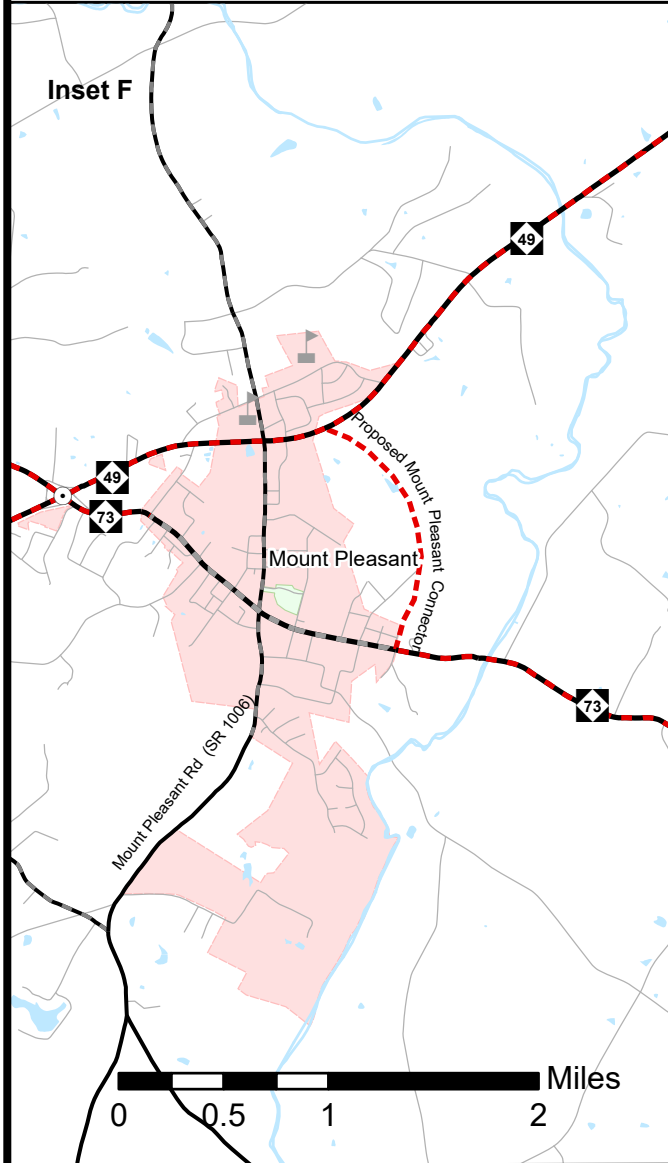 Inset F
49
Proposed Mount Pleasant Connector
49
73
Mount Pleasant
73
Mount Pleasant Rd (SR 1006)
Miles
0 0.5 1 2